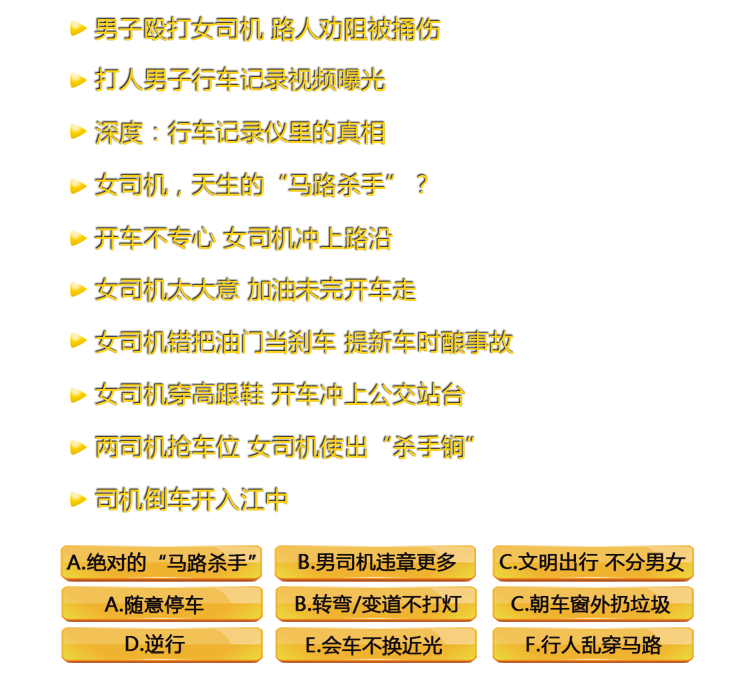 男子殴打女司机 路人劝阻被捅伤
打人男子行车记录视频曝光
深度：行车记录仪里的真相
女司机，天生的“马路杀手”？
开车不专心 女司机冲上路沿
女司机太大意 加油未完开车走
女司机错把油门当刹车 提新车时酿事故
女司机穿高跟鞋 开车冲上公交站台
两司机抢车位 女司机使出“杀手锏”
司机倒车开入江中
A.绝对的“马路杀手” B.男司机违章更多 C.文明出行 不分男女
A.随意停车 B.转弯/变道不打灯 C.朝车窗外扔垃圾
D.逆行 E.会车不换近光 F.行人乱穿马路